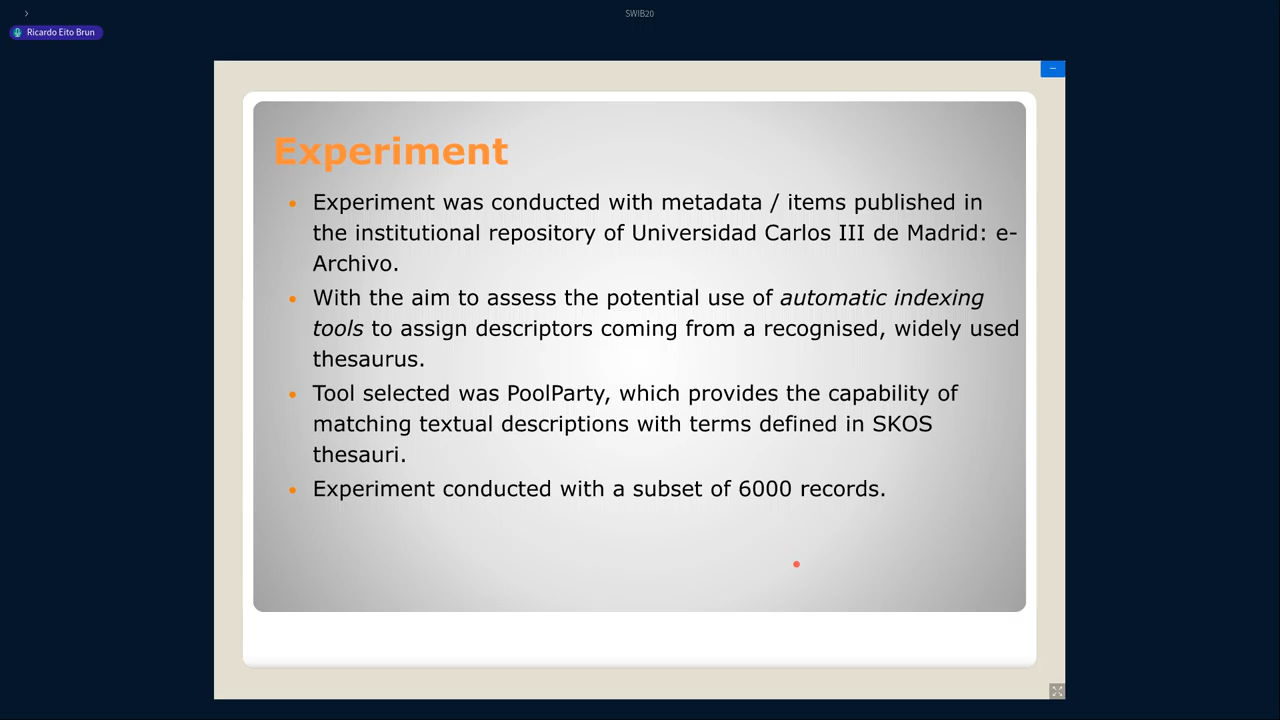 SWIB20
Ricardo Eito Brun
Experiment
• Experiment was conducted with metadata / items published in
the institutional repository of Universidad Carlos III de Madrid: e-
Archivo.
• With the aim to assess the potential use of automatic indexing
tools to assign descriptors coming from a recognised, widely used
thesaurus.
• Tool selected was PoolParty, which provides the capability of
matching textual descriptions with terms defined in SKOS
thesauri.
• Experiment conducted with a subset of 6000 records.